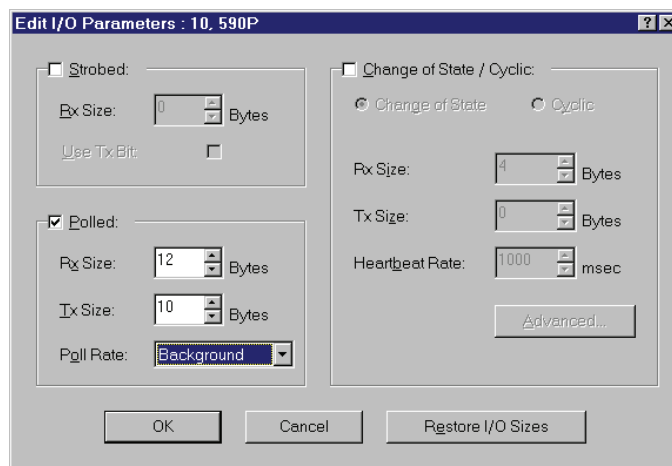 Edit I/O Parameters : 10, 590P
Strobed:
Rx Size: 0 Bytes
Use Tx Bit:
Polled:
Rx Size: 12 Bytes
Tx Size: 10 Bytes
Poll Rate: Background
Change of State / Cyclic:
Change of State Cyclic
Rx Size: 4 Bytes
Tx Size: 0 Bytes
Heartbeat Rate: 1000 msec
Advanced...
OK Cancel Restore I/O Sizes